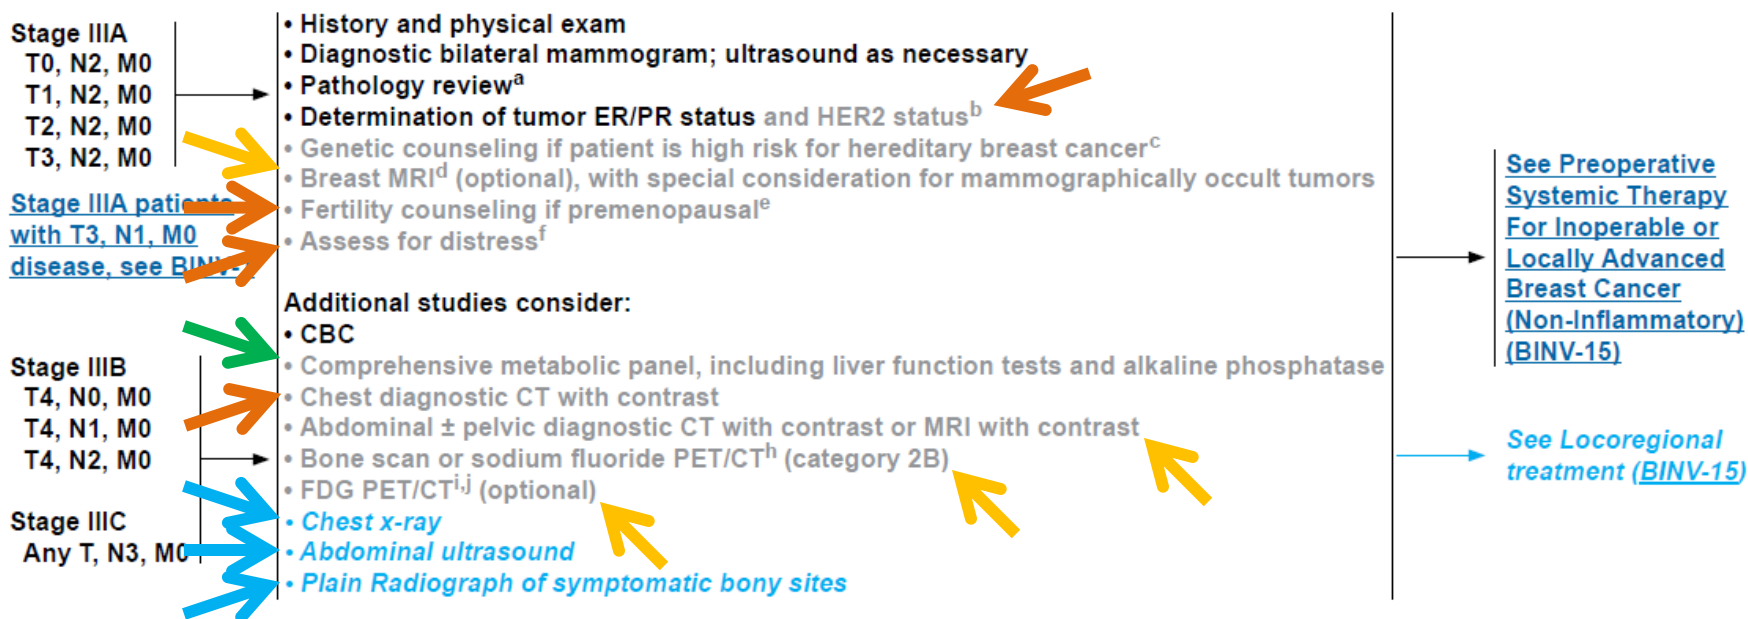 Stage IIIA
T0, N2, M0
T1, N2, M0
T2, N2, M0
T3, N2, M0
Stage IIIA patients
with T3, N1, M0
disease, see BINV-
Stage IIIB
T4, N0, M0
T4, N1, M0
T4, N2, M0
Stage IIIC
Any T, N3, M0
• History and physical exam
• Diagnostic bilateral mammogram; ultrasound as necessary
• Pathology reviewᵃ
• Determination of tumor ER/PR status and HER2 statusᵇ
• Genetic counseling if patient is high risk for hereditary breast cancerᶜ
• Breast MRIᵈ (optional), with special consideration for mammographically occult tumors
• Fertility counseling if premenopausalᵉ
• Assess for distressᶠ
Additional studies consider:
• CBC
• Comprehensive metabolic panel, including liver function tests and alkaline phosphatase
• Chest diagnostic CT with contrast
• Abdominal ± pelvic diagnostic CT with contrast or MRI with contrast
• Bone scan or sodium fluoride PET/CTʰ (category 2B)
• FDG PET/CTⁱ,ʲ (optional)
• Chest x-ray
• Abdominal ultrasound
• Plain Radiograph of symptomatic bony sites
See Preoperative
Systemic Therapy
For Inoperable or
Locally Advanced
Breast Cancer
(Non-Inflammatory)
(BINV-15)
See Locoregional
treatment (BINV-15)